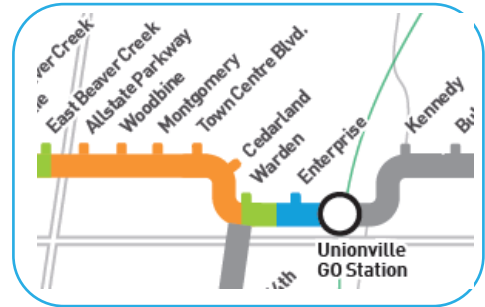 East Beaver Creek
Allstate Parkway
Woodbine
Montgomery
Town Centre Blvd.
Cedarland
Warden
Enterprise
Kennedy
Unionville
GO Station